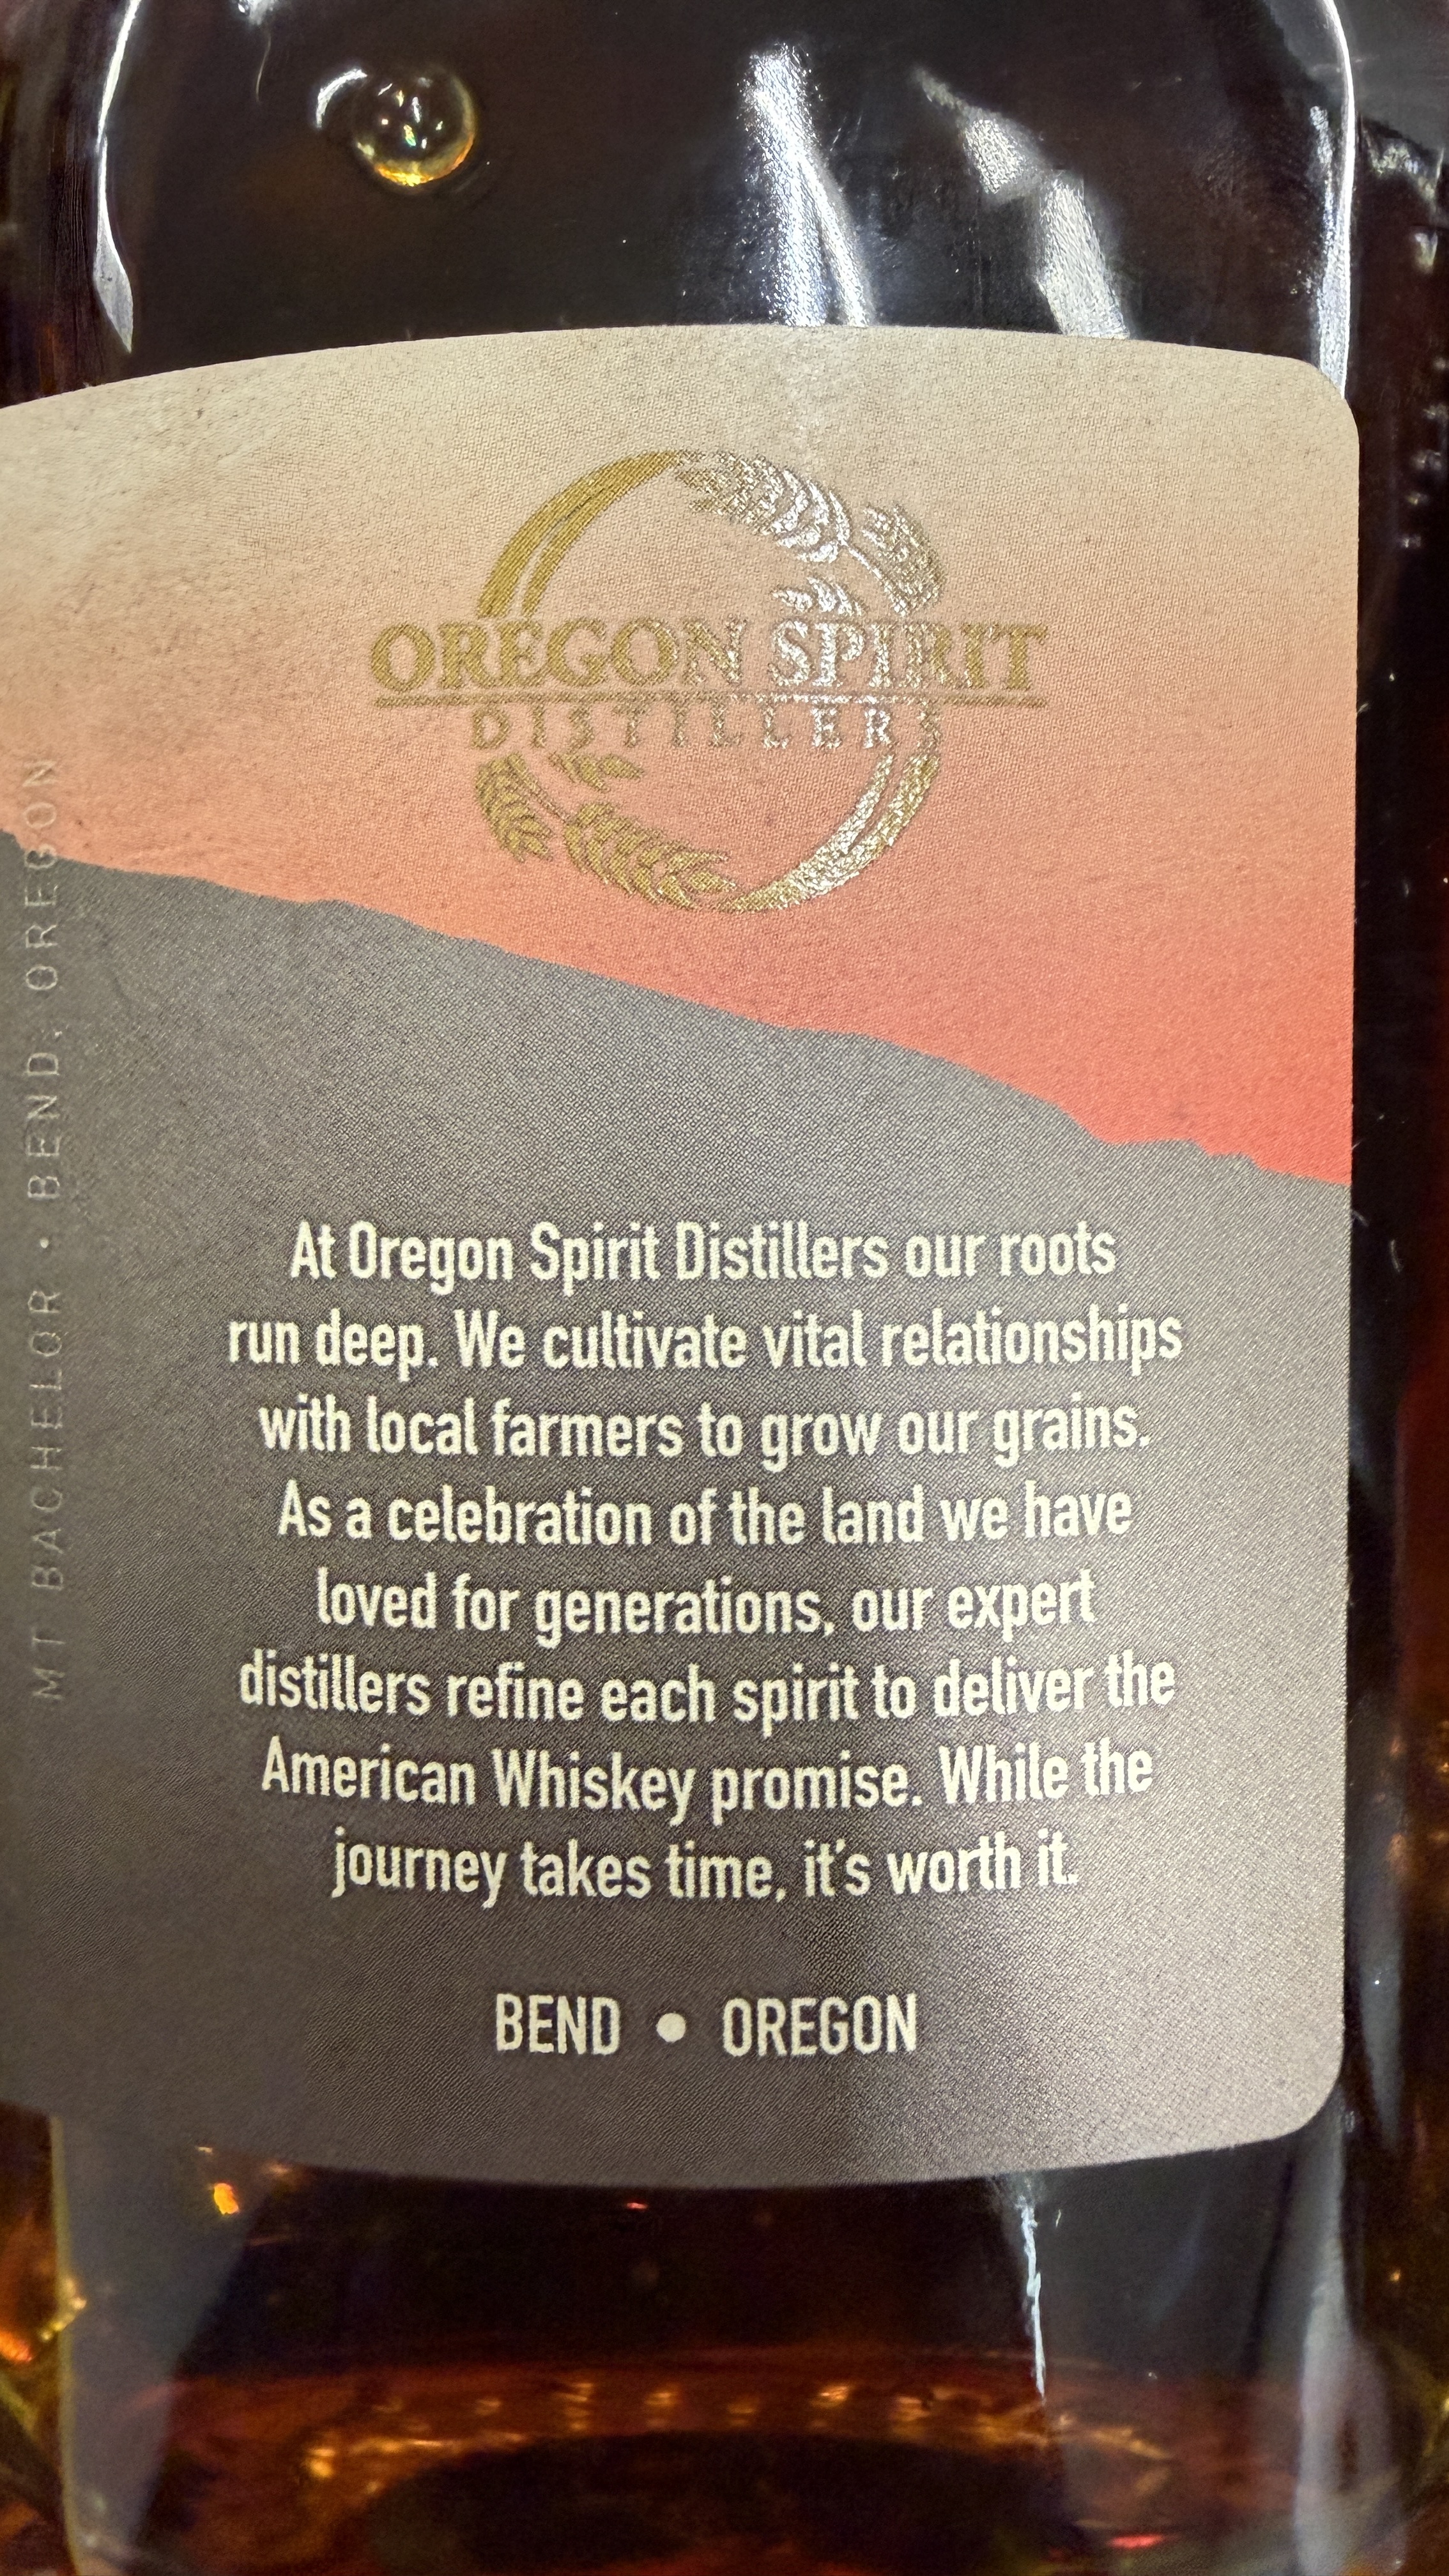 OREGON SPIRIT
DISTILLERS
MT BACHELOR • BEND, OREGON
At Oregon Spirit Distillers our roots
run deep. We cultivate vital relationships
with local farmers to grow our grains.
As a celebration of the land we have
loved for generations, our expert
distillers refine each spirit to deliver the
American Whiskey promise. While the
journey takes time, it's worth it.
BEND • OREGON